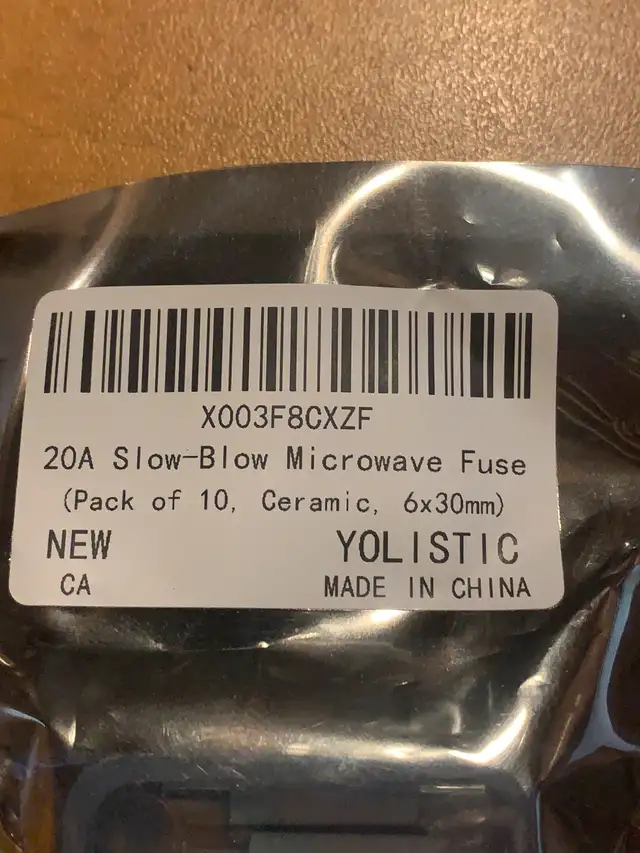 X003F8CXZF
20A Slow-Blow Microwave Fuse
(Pack of 10, Ceramic, 6x30mm)
NEW YOLISTIC
CA MADE IN CHINA